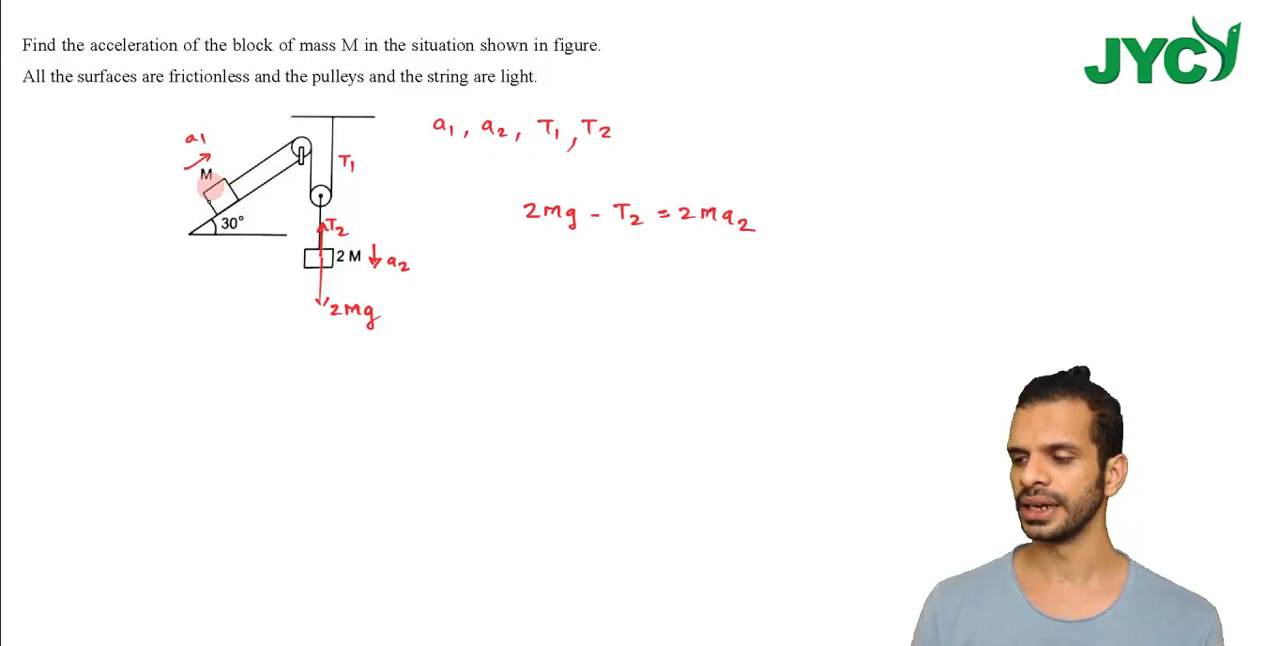 Find the acceleration of the block of mass M in the situation shown in figure.
All the surfaces are frictionless and the pulleys and the string are light.
JYC
a1, a2, T1, T2
a1
M
T1
30°
T2
2 M
a2
2Mg
2Mg - T2 = 2Ma2